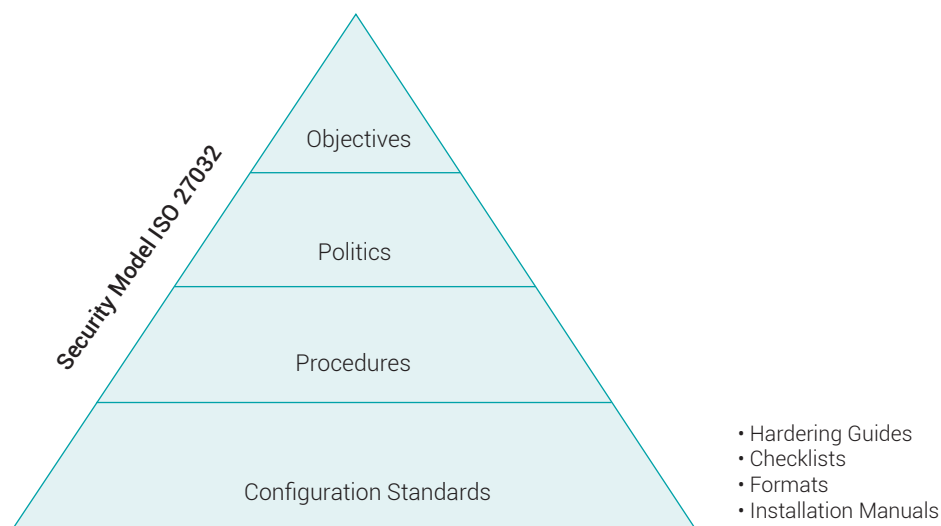 Security Model ISO 27032
Objectives
Politics
Procedures
Configuration Standards
• Hardering Guides
• Checklists
• Formats
• Installation Manuals